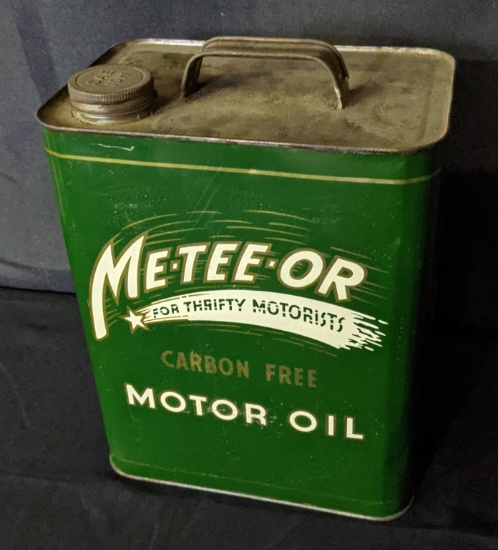 ME-TEE-OR
FOR THRIFTY MOTORISTS
CARBON FREE
MOTOR OIL